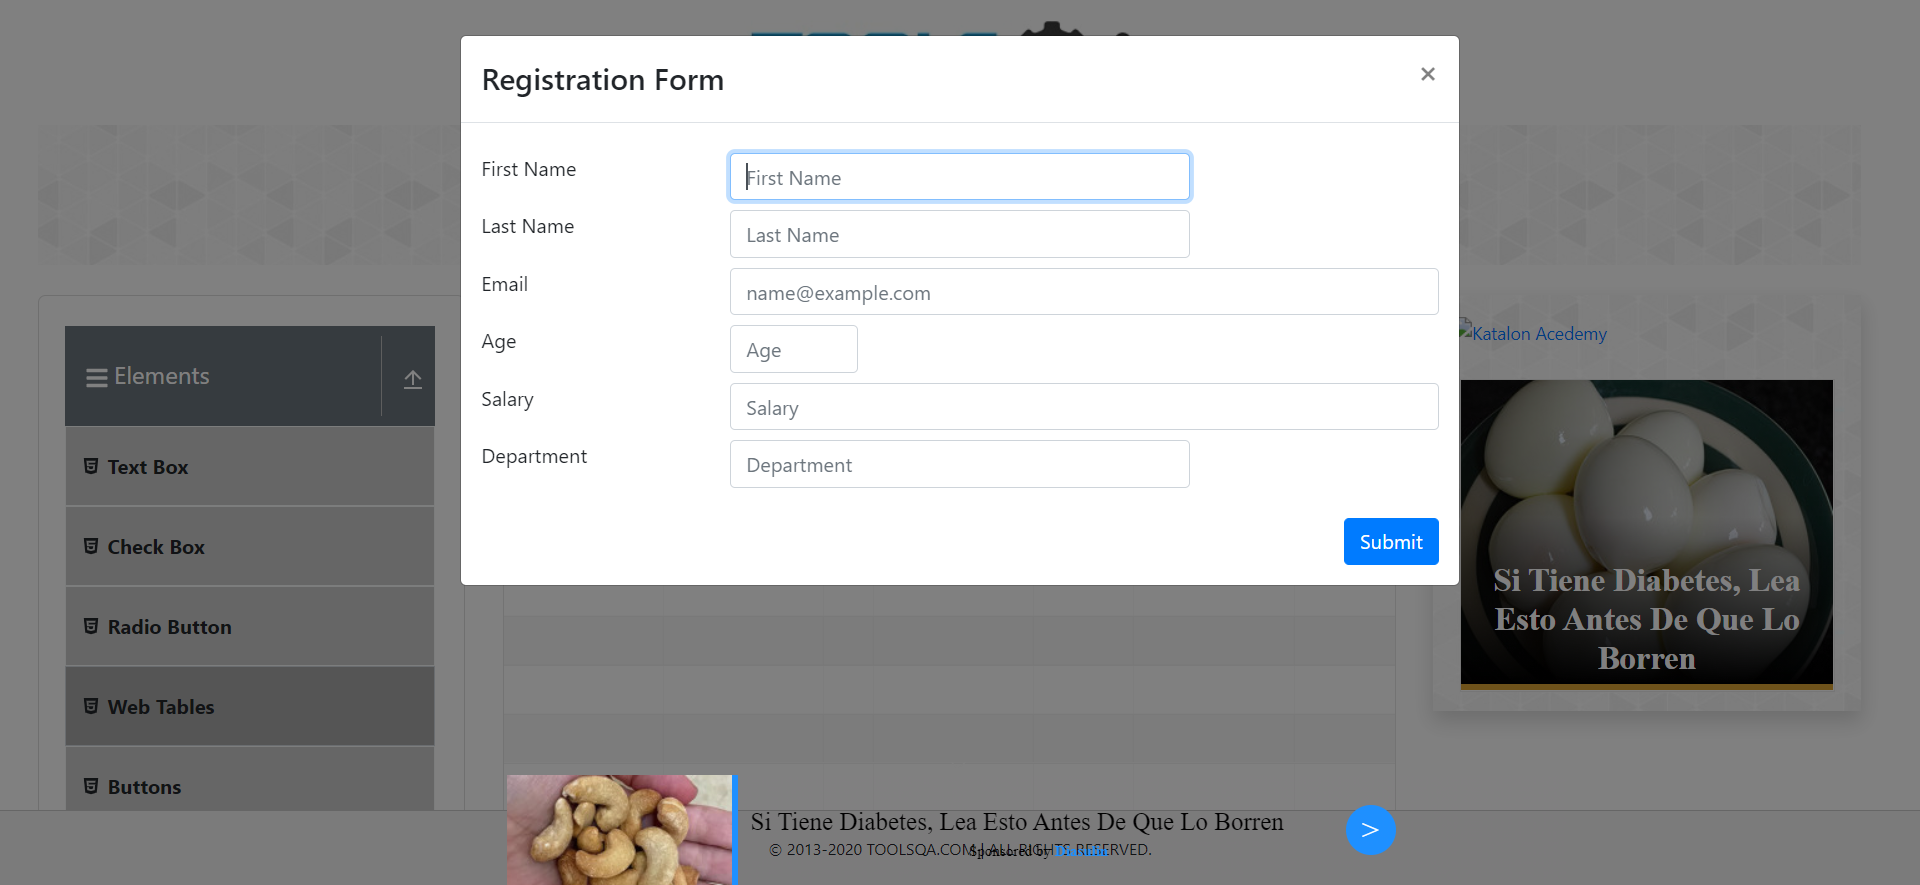 Registration Form
×
First Name
First Name
Last Name
Last Name
Email
name@example.com
Age
Age
Salary
Salary
Department
Department
Submit
Elements
Text Box
Check Box
Radio Button
Web Tables
Buttons
Katalon Acedemy
Si Tiene Diabetes, Lea
Esto Antes De Que Lo
Borren
Si Tiene Diabetes, Lea Esto Antes De Que Lo Borren
>
© 2013-2020 TOOLSQA.COM | ALL RIGHTS RESERVED.
Sponsored by